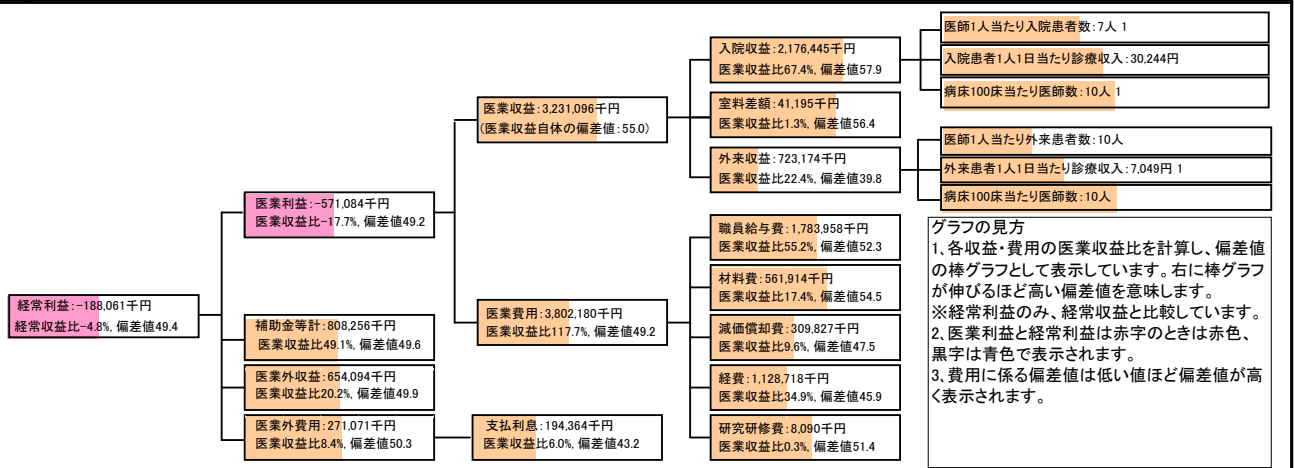 経常利益:-188,061千円
経常収益比-4.8%, 偏差値49.4
医業利益:-571,084千円
医業収益比-17.7%, 偏差値49.2
補助金等計:808,256千円
医業収益比49.1%, 偏差値49.6
医業外収益:654,094千円
医業収益比20.2%, 偏差値49.9
医業外費用:271,071千円
医業収益比8.4%, 偏差値50.3
医業収益:3,231,096千円
(医業収益自体の偏差値:55.0)
医業費用:3,802,180千円
医業収益比117.7%, 偏差値49.2
支払利息:194,364千円
医業収益比6.0%, 偏差値43.2
入院収益:2,176,445千円
医業収益比67.4%, 偏差値57.9
室料差額:41,195千円
医業収益比1.3%, 偏差値56.4
外来収益:723,174千円
医業収益比22.4%, 偏差値39.8
職員給与費:1,783,958千円
医業収益比55.2%, 偏差値52.3
材料費:561,914千円
医業収益比17.4%, 偏差値54.5
減価償却費:309,827千円
医業収益比9.6%, 偏差値47.5
経費:1,128,718千円
医業収益比34.9%, 偏差値45.9
研究研修費:8,090千円
医業収益比0.3%, 偏差値51.4
医師1人当たり入院患者数:7人 1
入院患者1人1日当たり診療収入:30,244円
病床100床当たり医師数:10人 1
医師1人当たり外来患者数:10人
外来患者1人1日当たり診療収入:7,049円 1
病床100床当たり医師数:10人
グラフの見方
1、各収益・費用の医業収益比を計算し、偏差値
の棒グラフとして表示しています。右に棒グラフ
が伸びるほど高い偏差値を意味します。
※経常利益のみ、経常収益と比較しています。
2、医業利益と経常利益は赤字のときは赤色、
黒字は青色で表示されます。
3、費用に係る偏差値は低い値ほど偏差値が高
く表示されます。